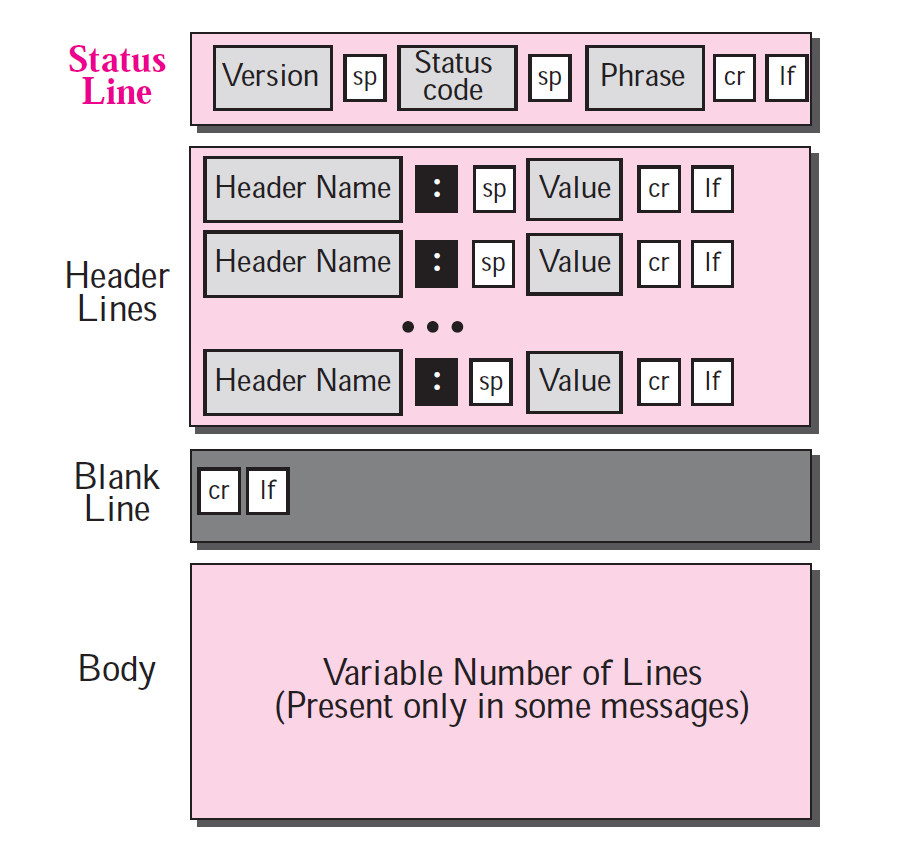 Status
Line
Version sp Status code sp Phrase cr lf
Header
Lines
Header Name : sp Value cr lf
Header Name : sp Value cr lf
•••
Header Name : sp Value cr lf
Blank
Line
cr lf
Body
Variable Number of Lines
(Present only in some messages)